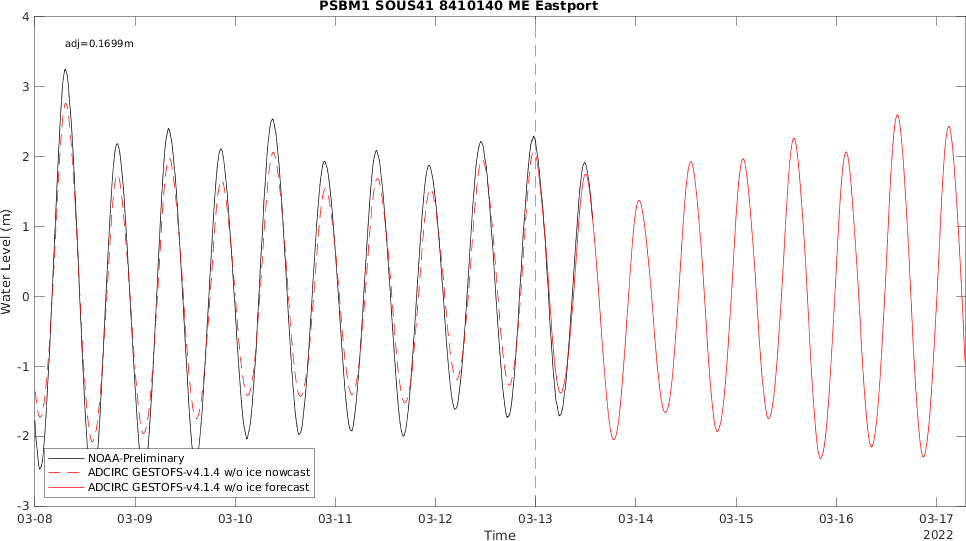 PSBM1 SOUS41 8410140 ME Eastport
adj=0.1699m
4
3
2
1
0
-1
-2
-3
Water Level (m)
NOAA-Preliminary
ADCIRC GESTOFS-v4.1.4 w/o ice nowcast
ADCIRC GESTOFS-v4.1.4 w/o ice forecast
03-08 03-09 03-10 03-11 03-12 03-13 03-14 03-15 03-16 03-17
Time
2022